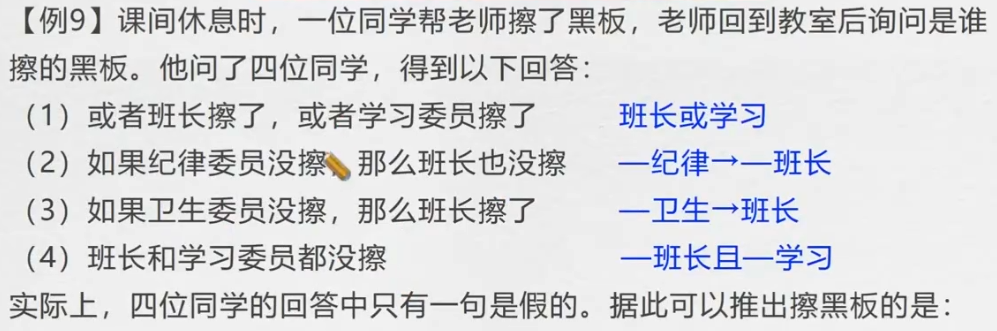 【例9】课间休息时，一位同学帮老师擦了黑板，老师回到教室后询问是谁
擦的黑板。他问了四位同学，得到以下回答：
（1）或者班长擦了，或者学习委员擦了 班长或学习
（2）如果纪律委员没擦，那么班长也没擦 —纪律→—班长
（3）如果卫生委员没擦，那么班长擦了 —卫生→班长
（4）班长和学习委员都没擦 —班长且—学习
实际上，四位同学的回答中只有一句是假的。据此可以推出擦黑板的是：